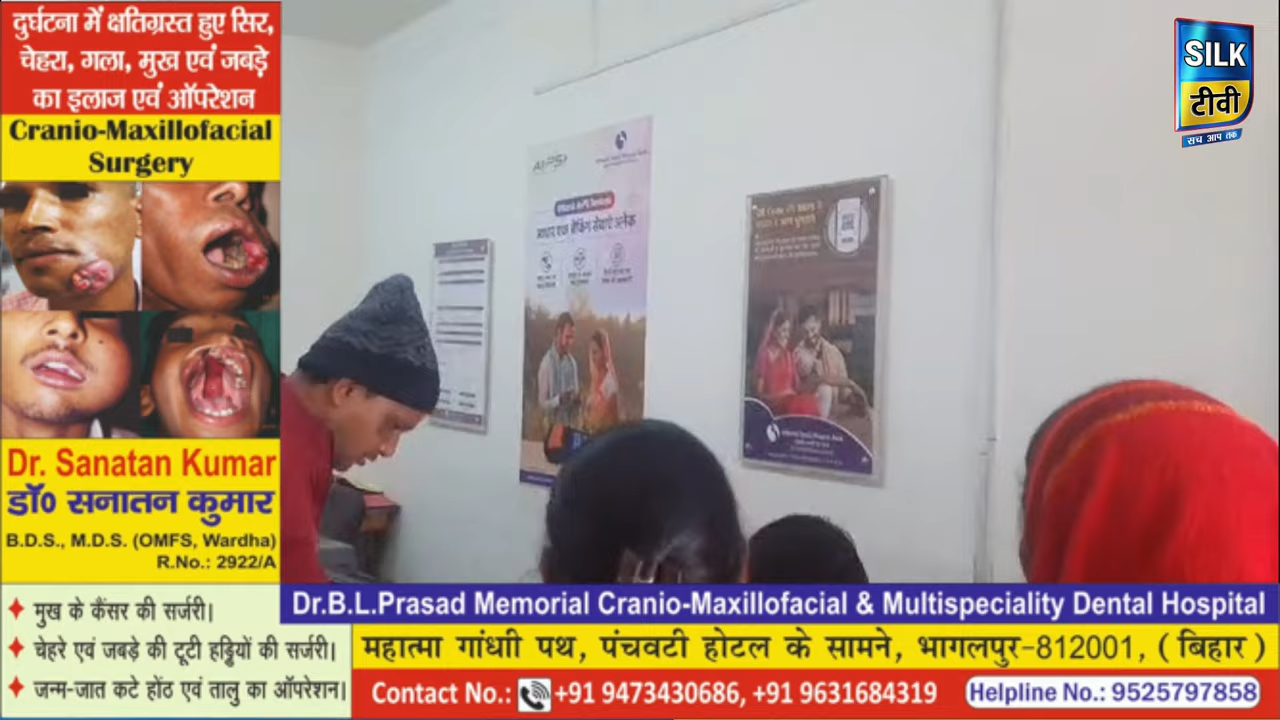 दुर्घटना में क्षतिग्रस्त हुए सिर,
चेहरा, गला, मुख एवं जबड़े
का इलाज एवं ऑपरेशन
Cranio-Maxillofacial
Surgery
Dr. Sanatan Kumar
डॉ० सनातन कुमार
B.D.S., M.D.S. (OMFS, Wardha)
R.No.: 2922/A
मुख के कैंसर की सर्जरी।
चेहरे एवं जबड़े की टूटी हड्डियों की सर्जरी।
जन्म-जात कटे होंठ एवं तालु का ऑपरेशन।
SILK
टीवी
सच आप तक
आधार एक बैंकिंग सेवाएं अनेक
Dr.B.L.Prasad Memorial Cranio-Maxillofacial & Multispeciality Dental Hospital
महात्मा गांधाी पथ, पंचवटी होटल के सामने, भागलपुर-812001, ( बिहार )
Contact No.: +91 9473430686, +91 9631684319
Helpline No.: 9525797858